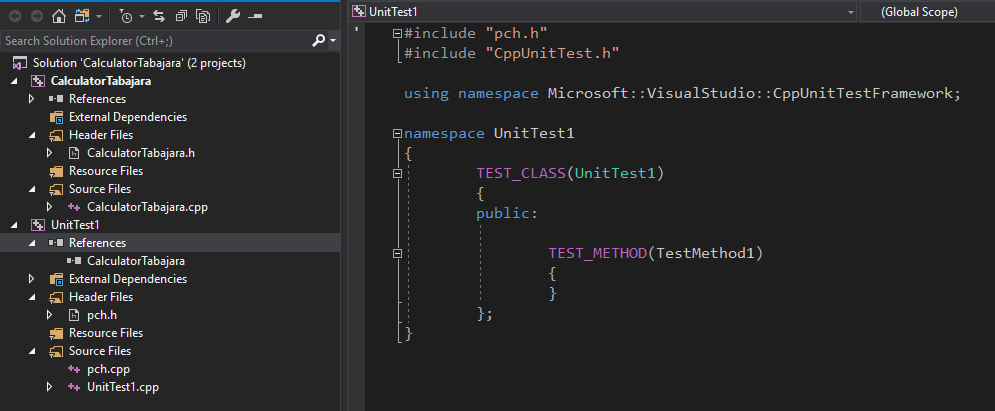 Search Solution Explorer (Ctrl+;)
Solution 'CalculatorTabajara' (2 projects)
CalculatorTabajara
References
External Dependencies
Header Files
CalculatorTabajara.h
Resource Files
Source Files
CalculatorTabajara.cpp
UnitTest1
References
CalculatorTabajara
External Dependencies
Header Files
pch.h
Resource Files
Source Files
pch.cpp
UnitTest1.cpp
UnitTest1
(Global Scope)
#include "pch.h"
#include "CppUnitTest.h"
using namespace Microsoft::VisualStudio::CppUnitTestFramework;
namespace UnitTest1
{
TEST_CLASS(UnitTest1)
{
public:
TEST_METHOD(TestMethod1)
{
}
};
}